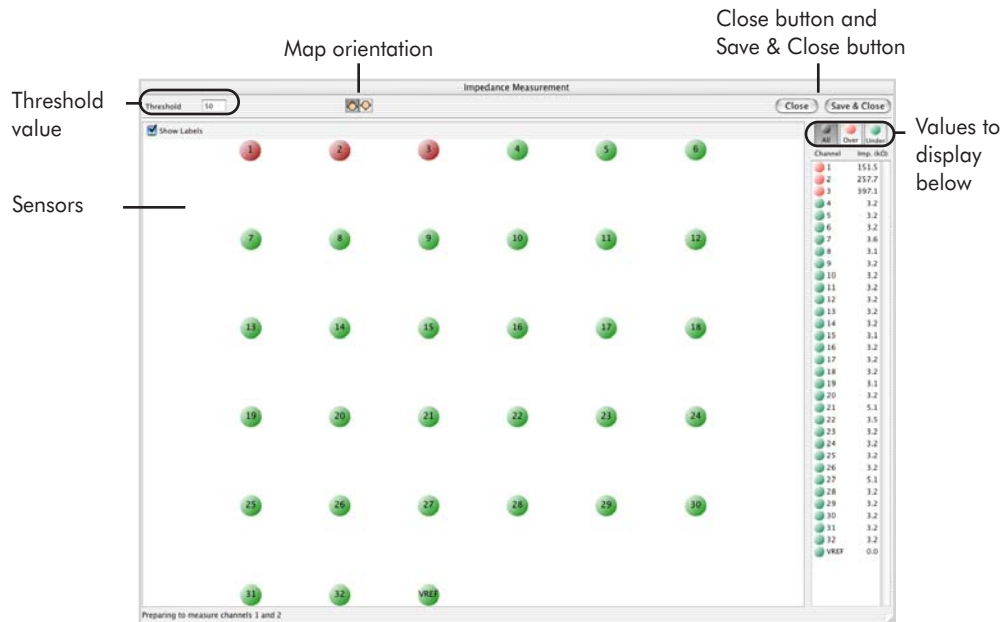 Close button and
Save & Close button
Map orientation
Threshold
value
Impedance Measurement
Threshold 50
Close
Save & Close
Values to
display
below
Show Labels
All Over Under
Channel Imp. (kΩ)
Sensors
1 2 3 4 5 6
7 8 9 10 11 12
13 14 15 16 17 18
19 20 21 22 23 24
25 26 27 28 29 30
31 32 VREF
1 151.5
2 257.7
3 397.1
4 3.2
5 3.2
6 3.2
7 3.6
8 3.1
9 3.2
10 3.2
11 3.2
12 3.2
13 3.2
14 3.2
15 3.1
16 3.2
17 3.2
18 3.2
19 3.1
20 3.2
21 5.1
22 3.5
23 3.2
24 3.2
25 3.2
26 3.2
27 5.1
28 3.2
29 3.2
30 3.2
31 3.2
32 3.2
VREF 0.0
Preparing to measure channels 1 and 2